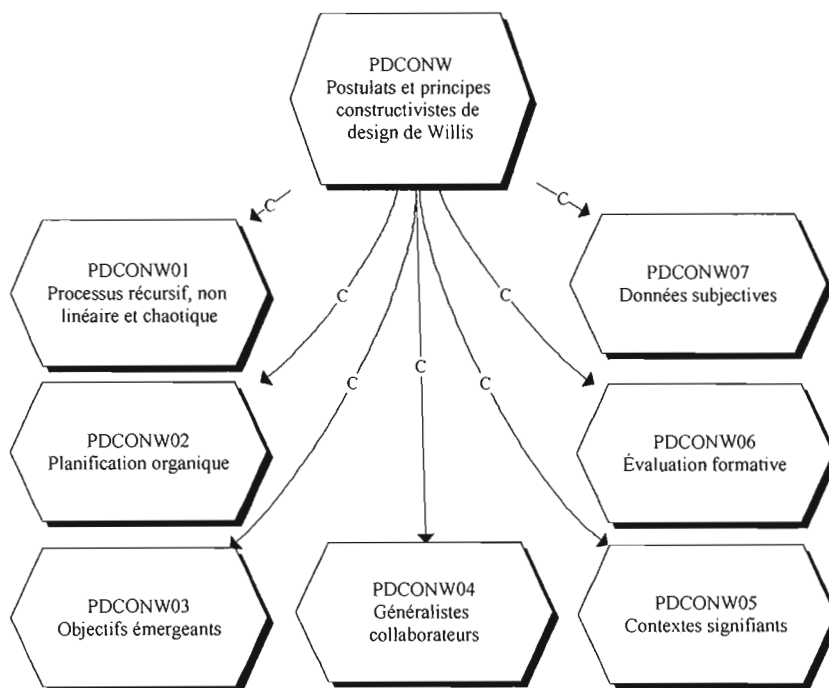 PDCONW
Postulats et principes
constructivistes de
design de Willis
C
C
PDCONW01
Processus récursif, non
linéaire et chaotique
PDCONW07
Données subjectives
C
C
C
C
C
PDCONW02
Planification organique
PDCONW06
Évaluation formative
PDCONW03
Objectifs émergeants
PDCONW04
Généralistes
collaborateurs
PDCONW05
Contextes signifiants